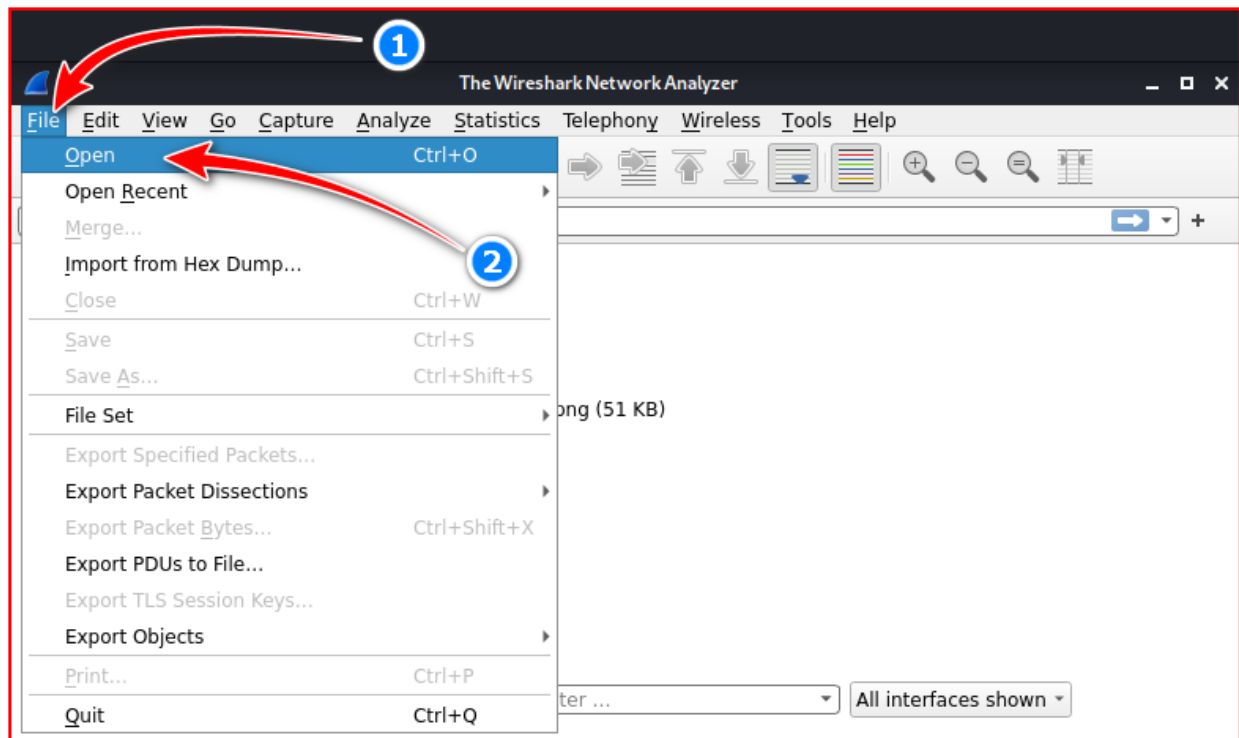 1
The Wireshark Network Analyzer
File Edit View Go Capture Analyze Statistics Telephony Wireless Tools Help
Open Ctrl+O
Open Recent
Merge...
Import from Hex Dump...
2
Close Ctrl+W
Save Ctrl+S
Save As... Ctrl+Shift+S
File Set
(51 KB)
Export Specified Packets...
Export Packet Dissections
Export Packet Bytes... Ctrl+Shift+X
Export PDUs to File...
Export TLS Session Keys...
Export Objects
Print... Ctrl+P
ter ... All interfaces shown
Quit Ctrl+Q